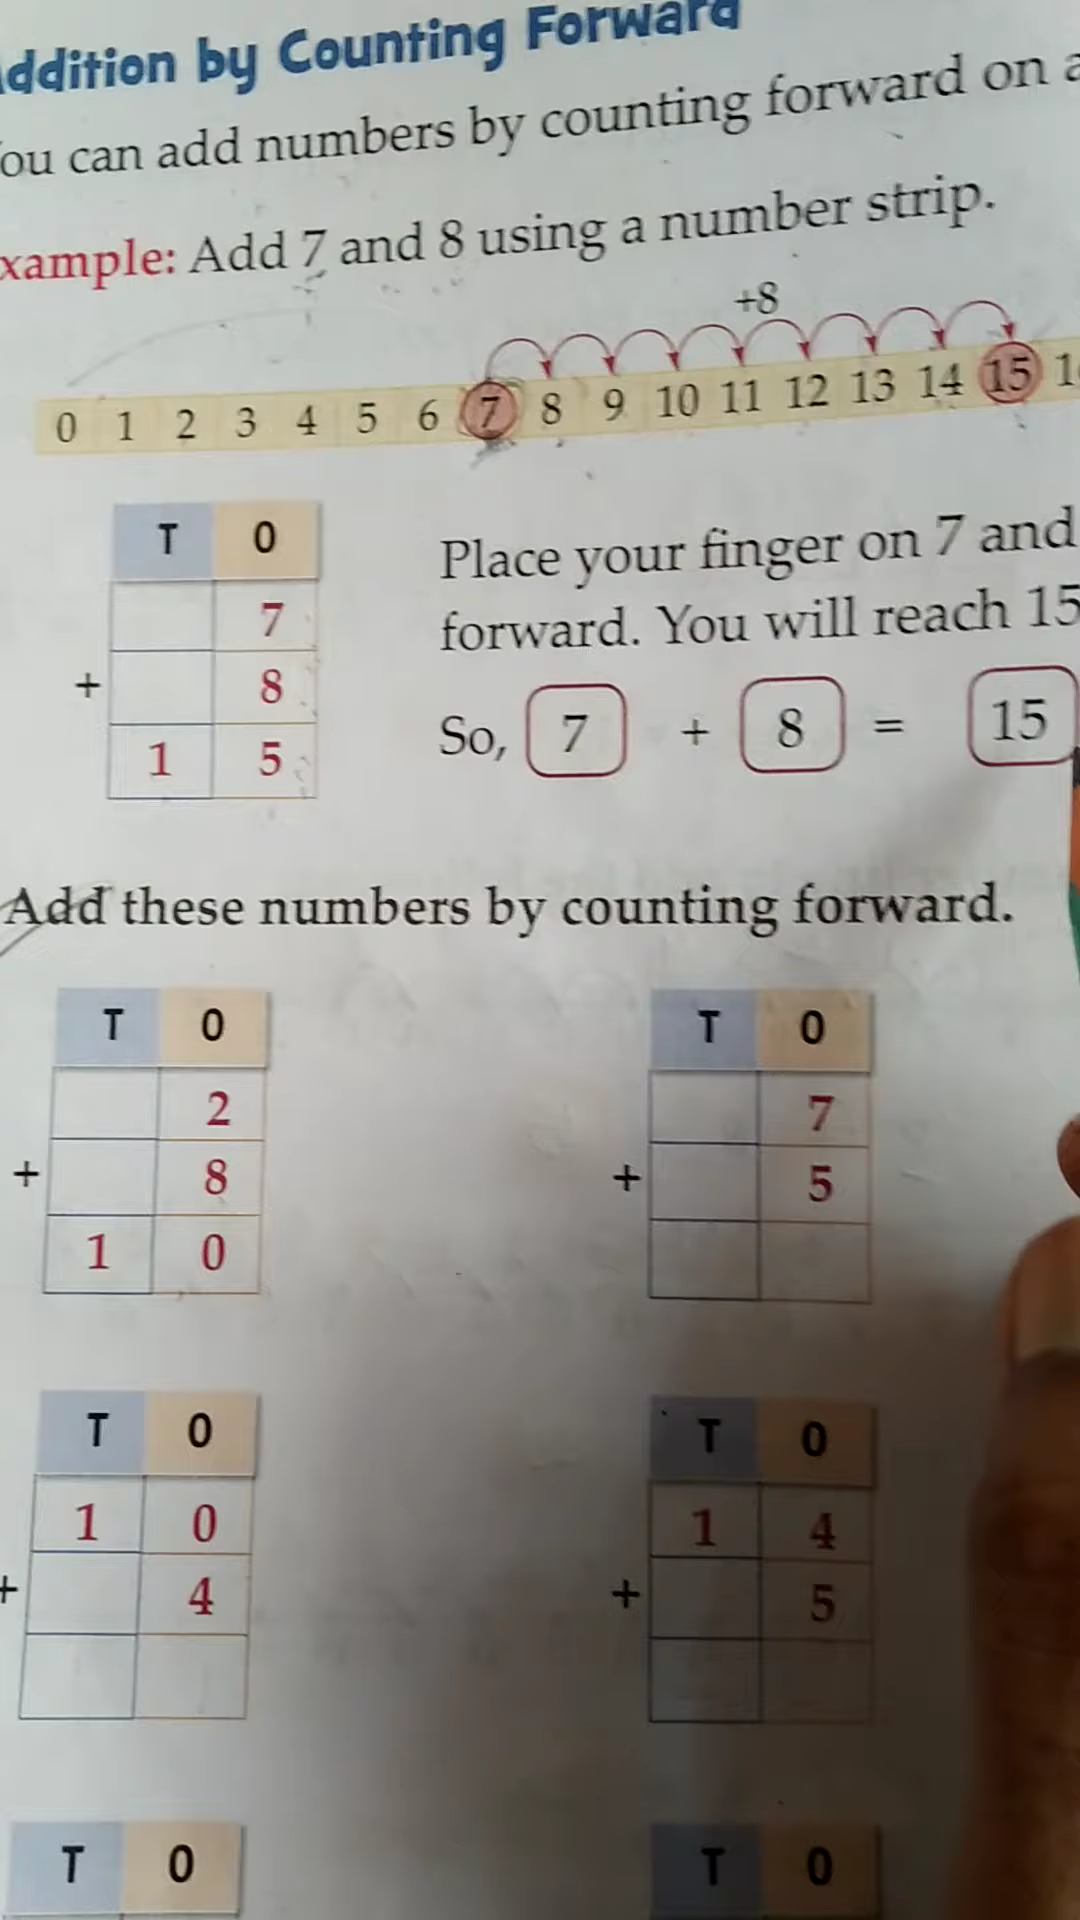 ddition by Counting Forward
ou can add numbers by counting forward on a
xample: Add 7 and 8 using a number strip.
+8
0 1 2 3 4 5 6 7 8 9 10 11 12 13 14 15 1
T O
7
+ 8
1 5
Place your finger on 7 and
forward. You will reach 15
So, 7 + 8 = 15
Add these numbers by counting forward.
T O
2
+ 8
1 0
T O
7
+ 5
T O
1 0
+ 4
T O
1 4
+ 5
T O
T O